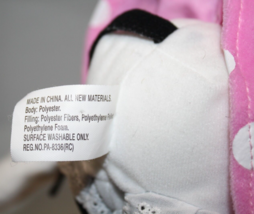 MADE IN CHINA. ALL NEW MATERIALS.
Body: Polyester.
Filling: Polyester Fibers, Polyethylene
Polyethylene Foam.
SURFACE WASHABLE ONLY.
REG.NO.PA-8336(RC)